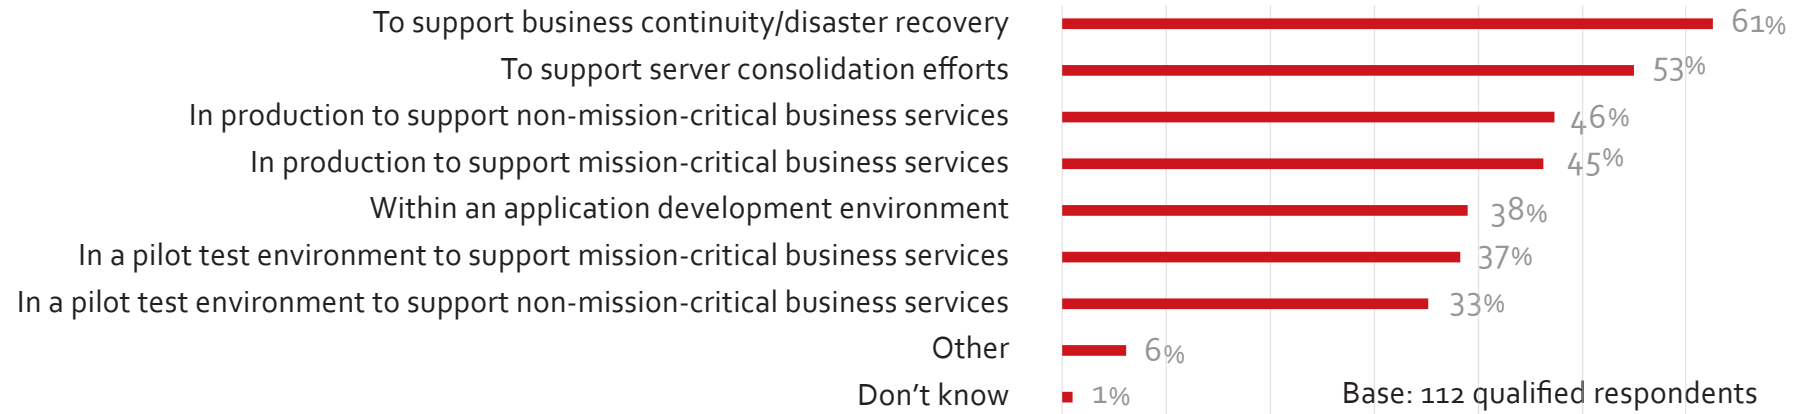 To support business continuity/disaster recovery 61%
To support server consolidation efforts 53%
In production to support non-mission-critical business services 46%
In production to support mission-critical business services 45%
Within an application development environment 38%
In a pilot test environment to support mission-critical business services 37%
In a pilot test environment to support non-mission-critical business services 33%
Other 6%
Don’t know 1% Base: 112 qualified respondents